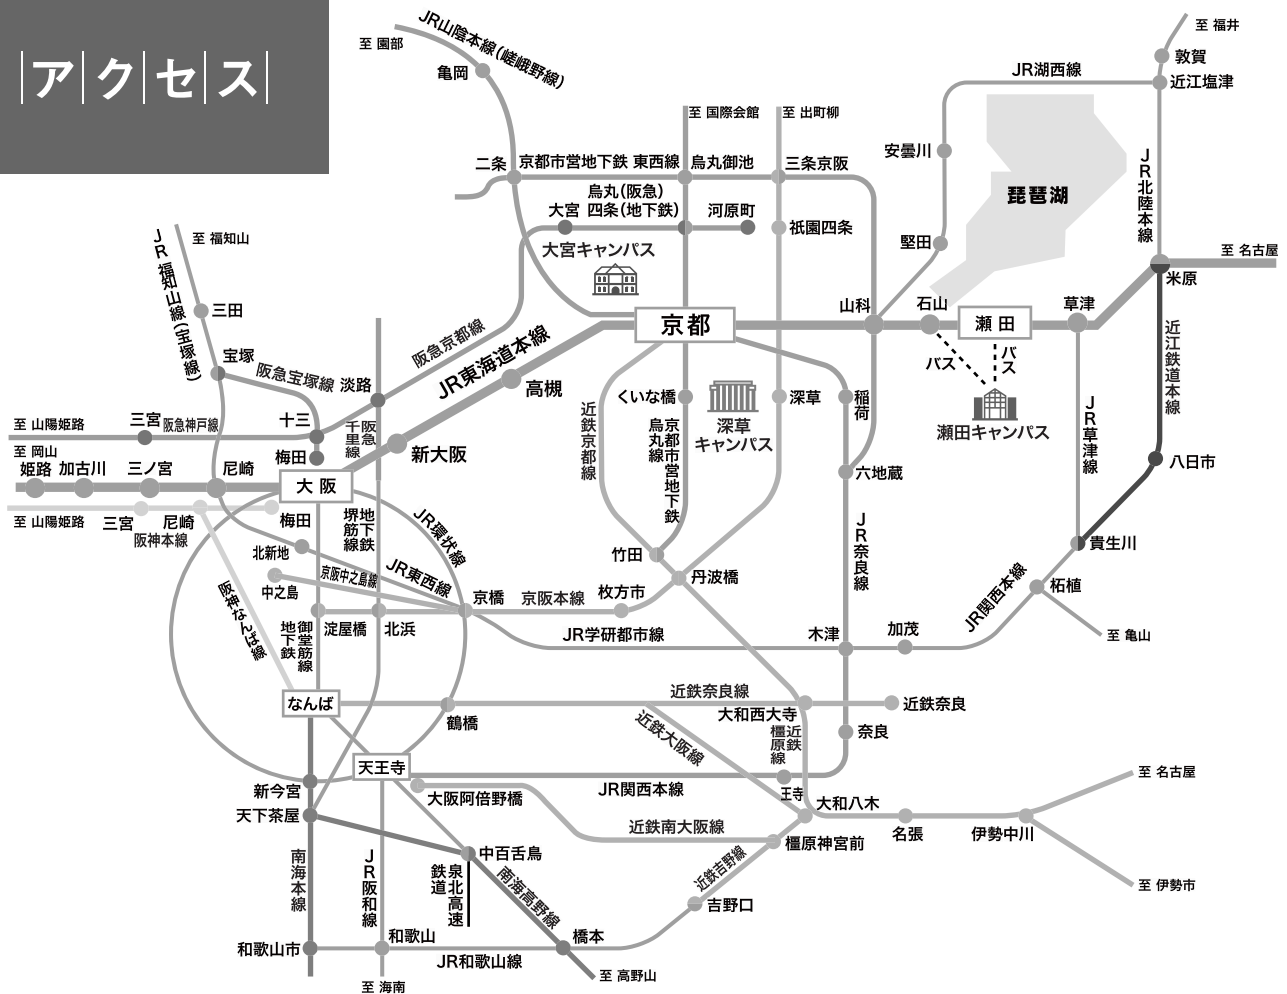 アクセス
至 園部
JR山陰本線(嵯峨野線)
亀岡
至 福井
敦賀
近江塩津
JR湖西線
至 国際会館
至 出町柳
安曇川
二条
京都市営地下鉄 東西線
烏丸御池
三条京阪
JR北陸本線
烏丸(阪急)
大宮
四条(地下鉄)
河原町
祇園四条
琵琶湖
堅田
大宮キャンパス
至 名古屋
米原
JR福知山線(宝塚線)
至 福知山
三田
宝塚
阪急宝塚線
淡路
阪急京都線
JR東海道本線
高槻
京都
山科
石山
瀬田
草津
バス
バス
瀬田キャンパス
近江鉄道本線
くいな橋
深草
深草
キャンパス
稲荷
近鉄京都線
京都市営地下鉄
烏丸線
JR草津線
至 山陽姫路
三宮
阪急神戸線
十三
阪急
千里線
新大阪
至 岡山
姫路
加古川
三ノ宮
尼崎
梅田
大阪
六地蔵
八日市
至 山陽姫路
三宮
尼崎
阪神本線
梅田
地下鉄
堺筋線
JR環状線
JR奈良線
北新地
中之島
京阪中之島線
JR東西線
竹田
丹波橋
貴生川
京橋
京阪本線
枚方市
柘植
JR関西本線
至 亀山
阪神なんば線
御堂筋線
地下鉄
淀屋橋
北浜
JR学研都市線
木津
加茂
なんば
鶴橋
近鉄奈良線
大和西大寺
近鉄奈良
近鉄大阪線
近鉄
橿原線
奈良
天王寺
新今宮
大阪阿倍野橋
JR関西本線
王寺
至 名古屋
天下茶屋
近鉄南大阪線
大和八木
名張
伊勢中川
橿原神宮前
至 伊勢市
中百舌鳥
南海本線
JR阪和線
泉北高速
鉄道
南海高野線
近鉄吉野線
吉野口
和歌山市
和歌山
JR和歌山線
橋本
至 高野山
至 海南